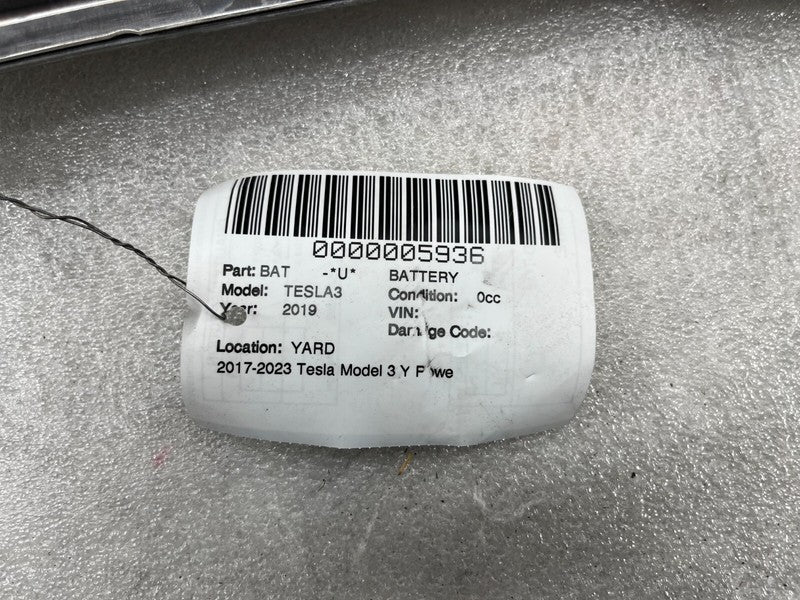 0000005936
Part: BAT -*U* BATTERY
Model: TESLA3 Condition: 0cc
Year: 2019 VIN:
Damage Code:
Location: YARD
2017-2023 Tesla Model 3 Y